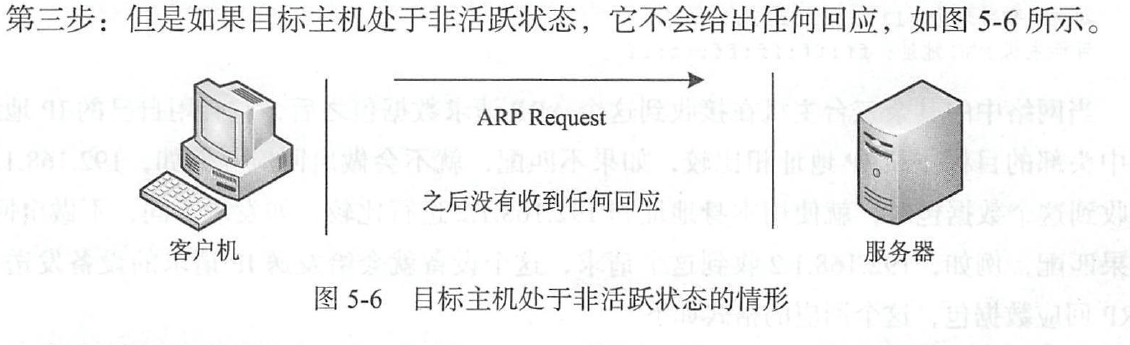 第三步：但是如果目标主机处于非活跃状态，它不会给出任何回应，如图 5-6 所示。
ARP Request
之后没有收到任何回应
客户机
服务器
图 5-6 目标主机处于非活跃状态的情形